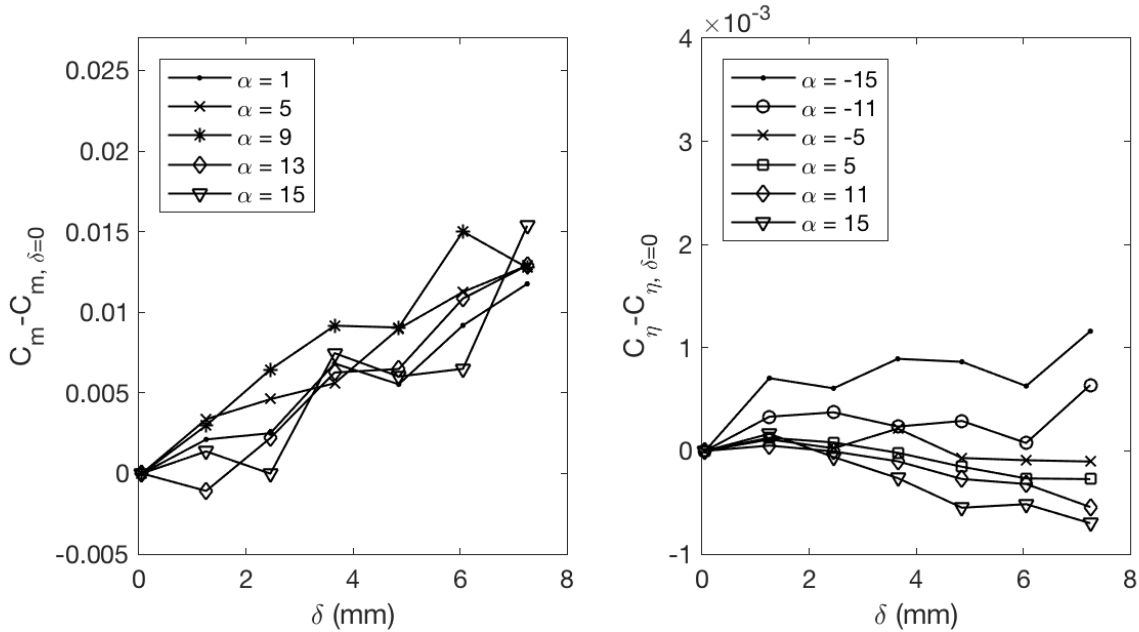 0.025
0.02
0.015
0.01
0.005
0
-0.005
C_m-C_m, δ=0
α = 1
α = 5
α = 9
α = 13
α = 15
0 2 4 6 8
δ (mm)
×10⁻³
4
3
2
1
0
-1
C_η-C_η, δ=0
α = -15
α = -11
α = -5
α = 5
α = 11
α = 15
0 2 4 6 8
δ (mm)